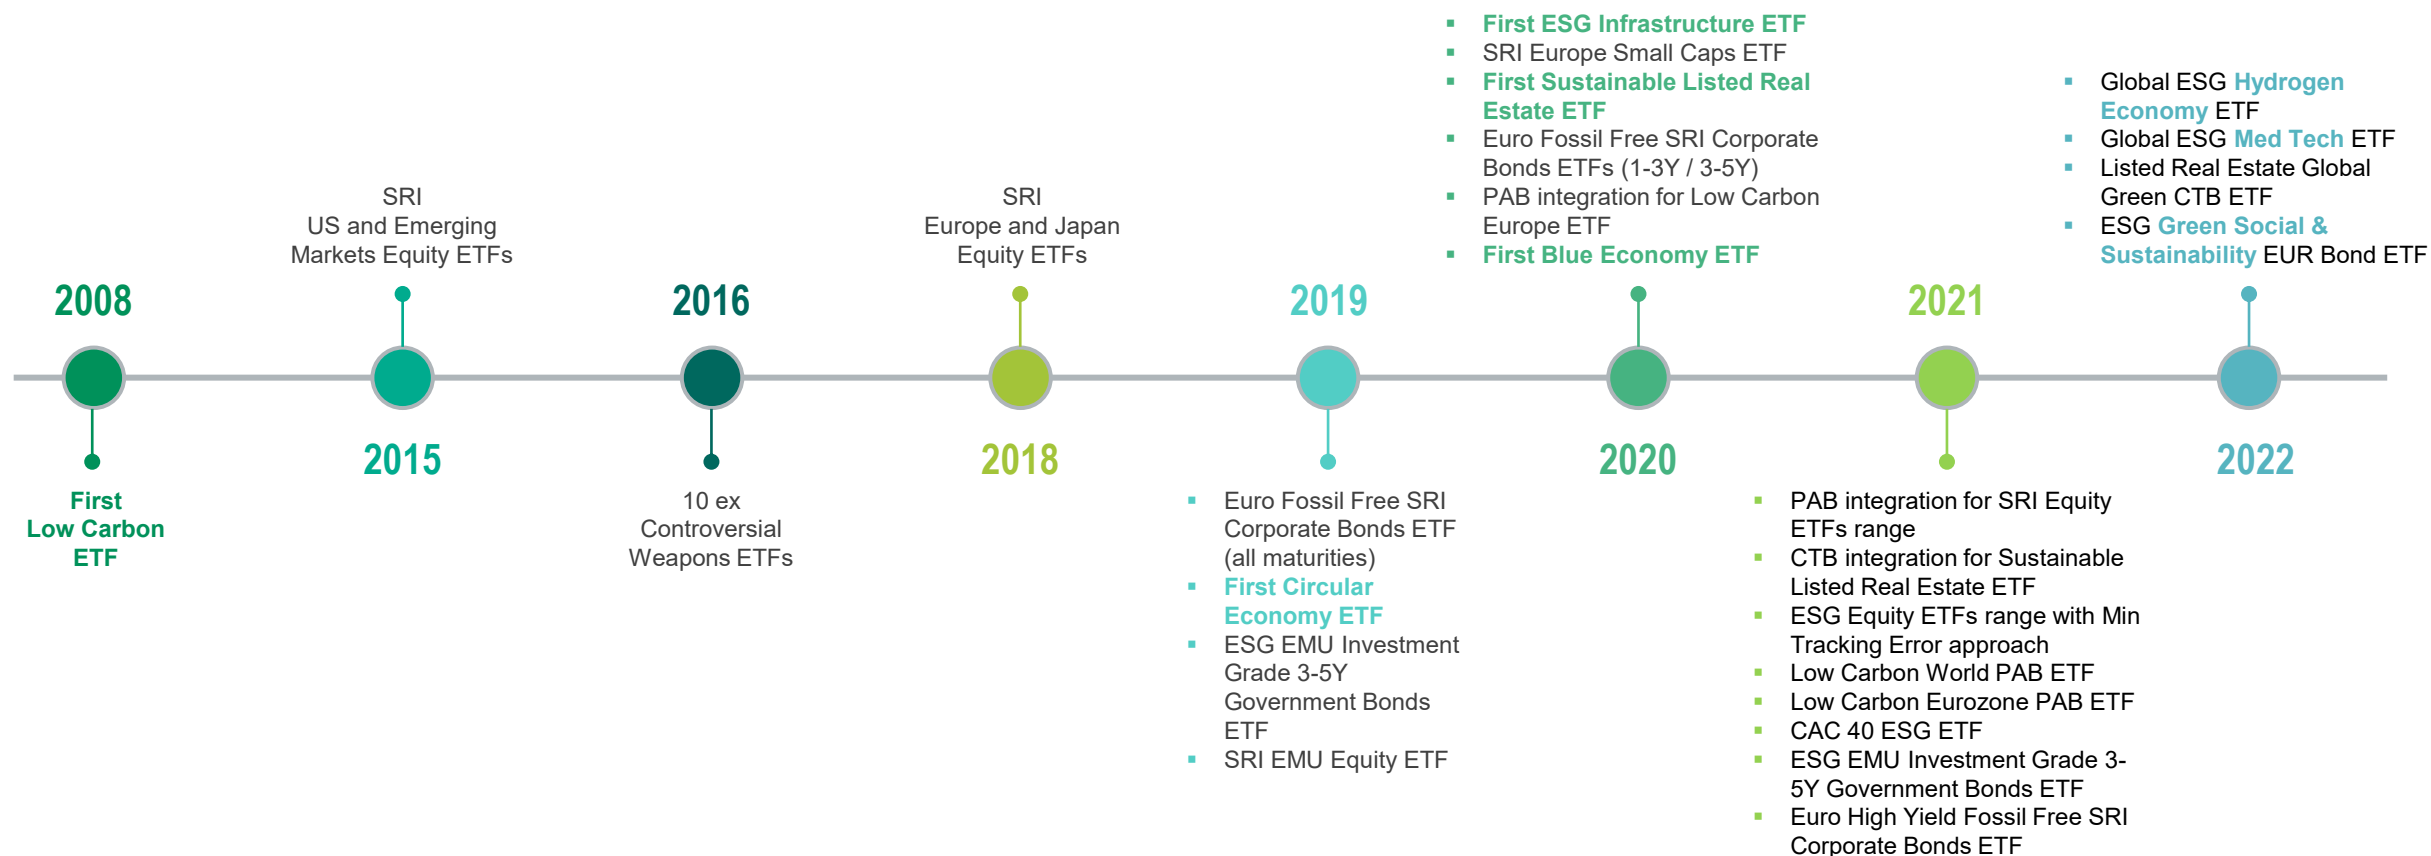 2008
First
Low Carbon
ETF
SRI
US and Emerging
Markets Equity ETFs
2015
2016
10 ex
Controversial
Weapons ETFs
SRI
Europe and Japan
Equity ETFs
2018
2019
▪ Euro Fossil Free SRI
Corporate Bonds ETF
(all maturities)
▪ First Circular
Economy ETF
▪ ESG EMU Investment
Grade 3-5Y
Government Bonds
ETF
▪ SRI EMU Equity ETF
▪ First ESG Infrastructure ETF
▪ SRI Europe Small Caps ETF
▪ First Sustainable Listed Real
Estate ETF
▪ Euro Fossil Free SRI Corporate
Bonds ETFs (1-3Y / 3-5Y)
▪ PAB integration for Low Carbon
Europe ETF
▪ First Blue Economy ETF
2020
2021
▪ PAB integration for SRI Equity
ETFs range
▪ CTB integration for Sustainable
Listed Real Estate ETF
▪ ESG Equity ETFs range with Min
Tracking Error approach
▪ Low Carbon World PAB ETF
▪ Low Carbon Eurozone PAB ETF
▪ CAC 40 ESG ETF
▪ ESG EMU Investment Grade 3-
5Y Government Bonds ETF
▪ Euro High Yield Fossil Free SRI
Corporate Bonds ETF
▪ Global ESG Hydrogen
Economy ETF
▪ Global ESG Med Tech ETF
▪ Listed Real Estate Global
Green CTB ETF
▪ ESG Green Social &
Sustainability EUR Bond ETF
2022